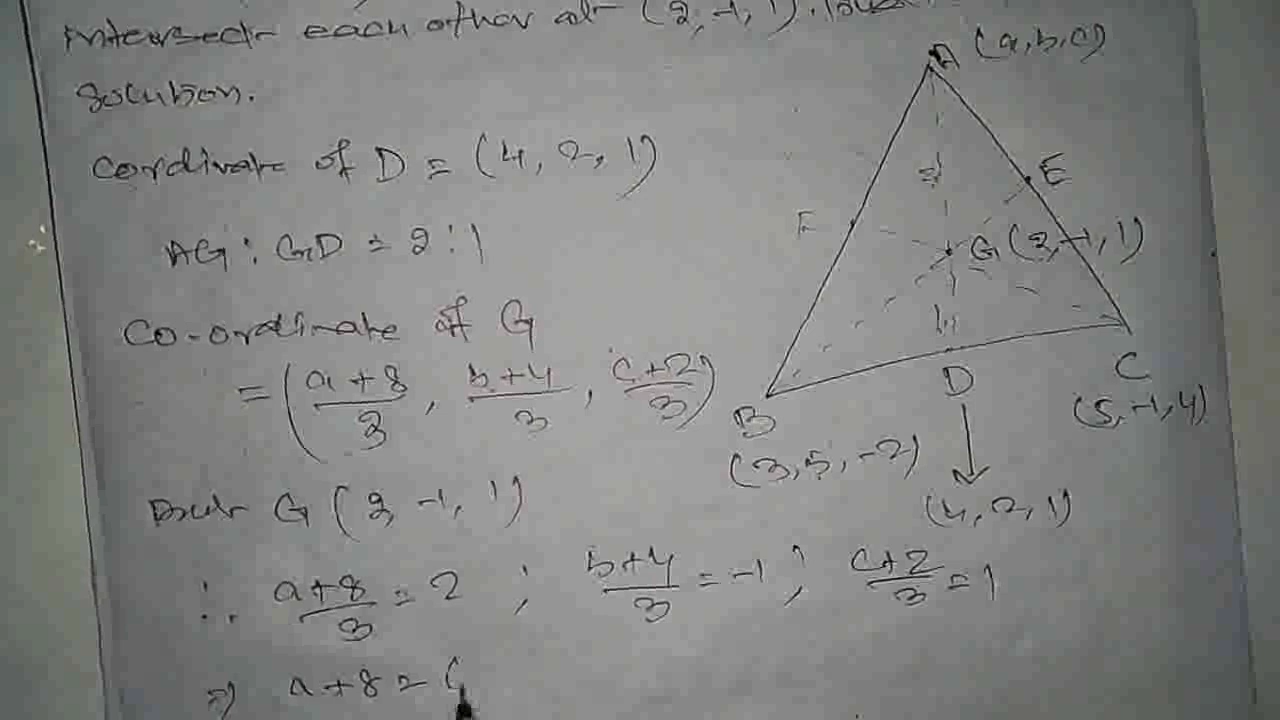 intersect each other at (2, -1, 1).
solution.
Cordinate of D = (4, 2, 1)
AG : GD = 2 : 1
Co-ordinate of G
= (a+8/3, b+4/3, c+2/3)
But G (2, -1, 1)
∴ a+8/3 = 2 ; b+4/3 = -1 ; c+2/3 = 1
⇒ a+8 =
A (a, b, c)
E
F
G (2, -1, 1)
B
(3, 5, -2)
D
(4, 2, 1)
C
(5, -1, 4)